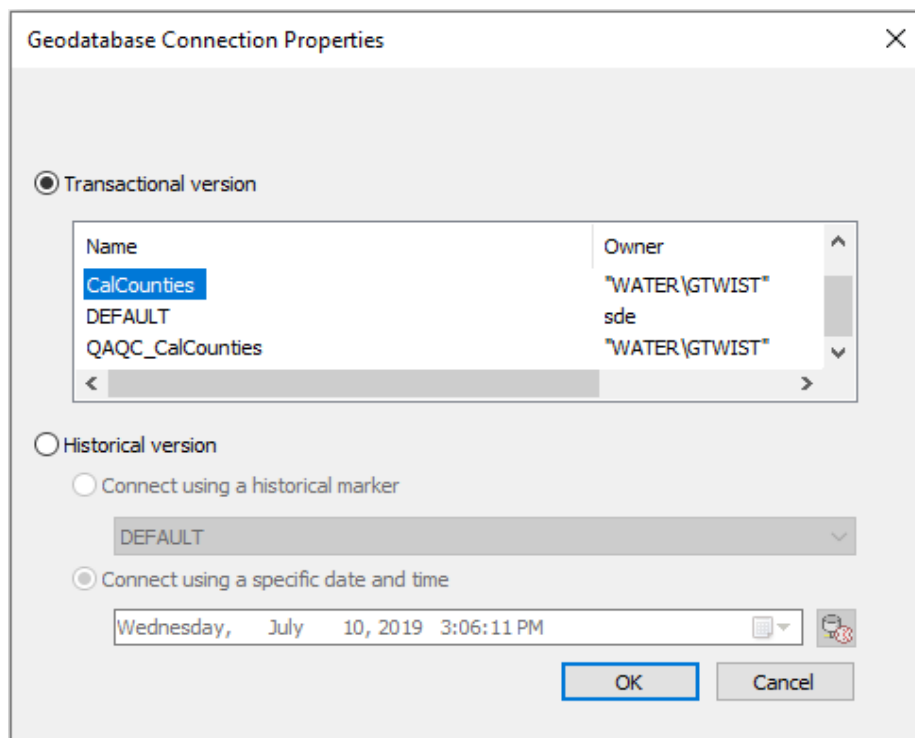 Geodatabase Connection Properties
Transactional version
Name Owner
CalCounties "WATER\GTWIST"
DEFAULT sde
QAQC_CalCounties "WATER\GTWIST"
Historical version
Connect using a historical marker
DEFAULT
Connect using a specific date and time
Wednesday, July 10, 2019 3:06:11 PM
OK Cancel